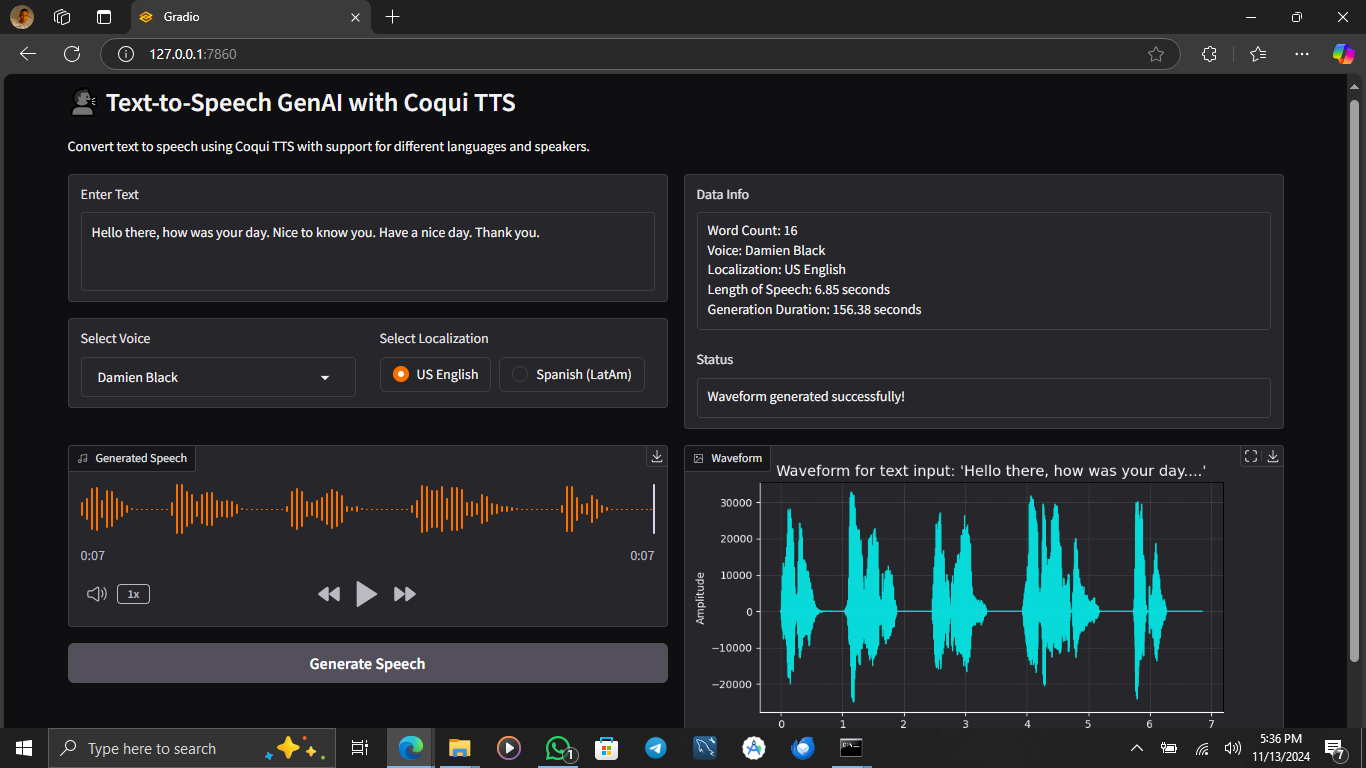 Gradio
127.0.0.1:7860
Text-to-Speech GenAI with Coqui TTS
Convert text to speech using Coqui TTS with support for different languages and speakers.
Enter Text
Hello there, how was your day. Nice to know you. Have a nice day. Thank you.
Select Voice
Damien Black
Select Localization
US English
Spanish (LatAm)
Data Info
Word Count: 16
Voice: Damien Black
Localization: US English
Length of Speech: 6.85 seconds
Generation Duration: 156.38 seconds
Status
Waveform generated successfully!
Generated Speech
0:07
0:07
1x
Generate Speech
Waveform
Waveform for text input: 'Hello there, how was your day....'
Amplitude
30000
20000
10000
0
−10000
−20000
0 1 2 3 4 5 6 7
Type here to search
1
5:36 PM
11/13/2024
7